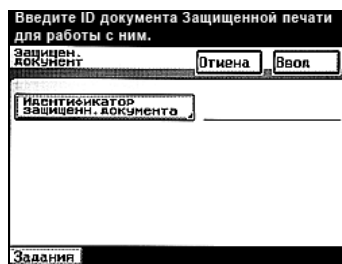 Введите ID документа Защищенной печати
для работы с ним.
Защищен.
документ
Отмена
Ввод
Идентификатор
защищенн. документа
Задания